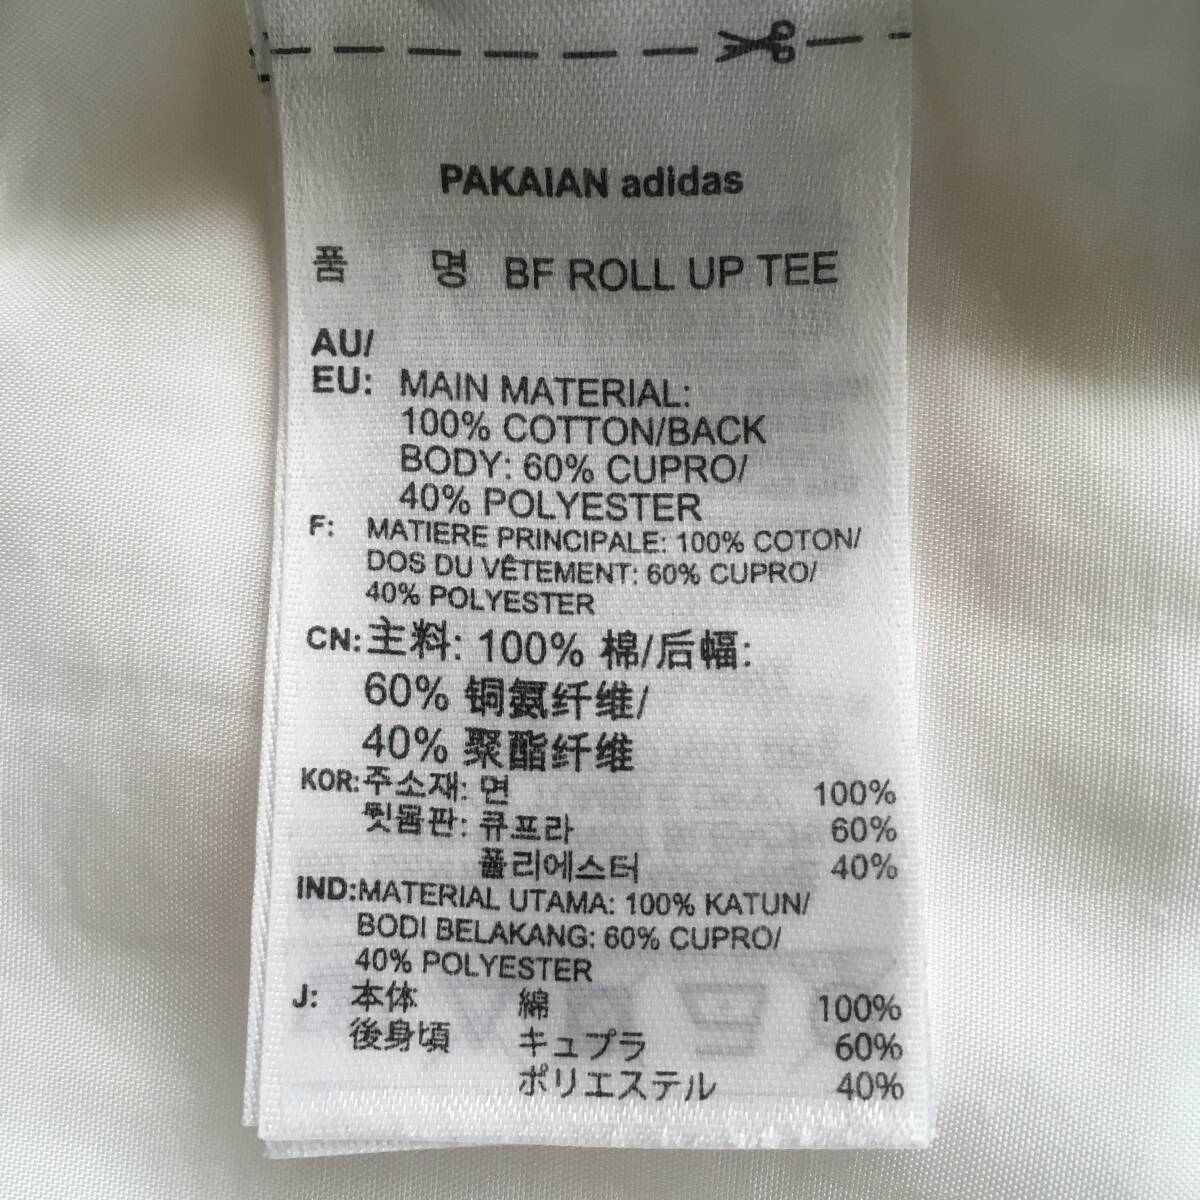 PAKAIAN adidas
품 명 BF ROLL UP TEE
AU/
EU: MAIN MATERIAL:
100% COTTON/BACK
BODY: 60% CUPRO/
40% POLYESTER
F: MATIERE PRINCIPALE: 100% COTON/
DOS DU VÊTEMENT: 60% CUPRO/
40% POLYESTER
CN: 主料: 100% 棉/后幅:
60% 铜氨纤维/
40% 聚酯纤维
KOR: 주소재: 면 100%
뒷몸판: 큐프라 60%
폴리에스터 40%
IND: MATERIAL UTAMA: 100% KATUN/
BODI BELAKANG: 60% CUPRO/
40% POLYESTER
J: 本体 綿 100%
後身頃 キュプラ 60%
ポリエステル 40%